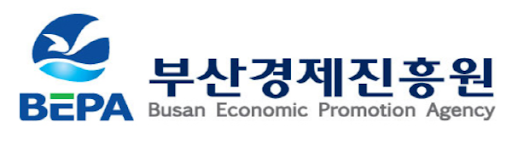 BEPA
부산경제진흥원
Busan Economic Promotion Agency